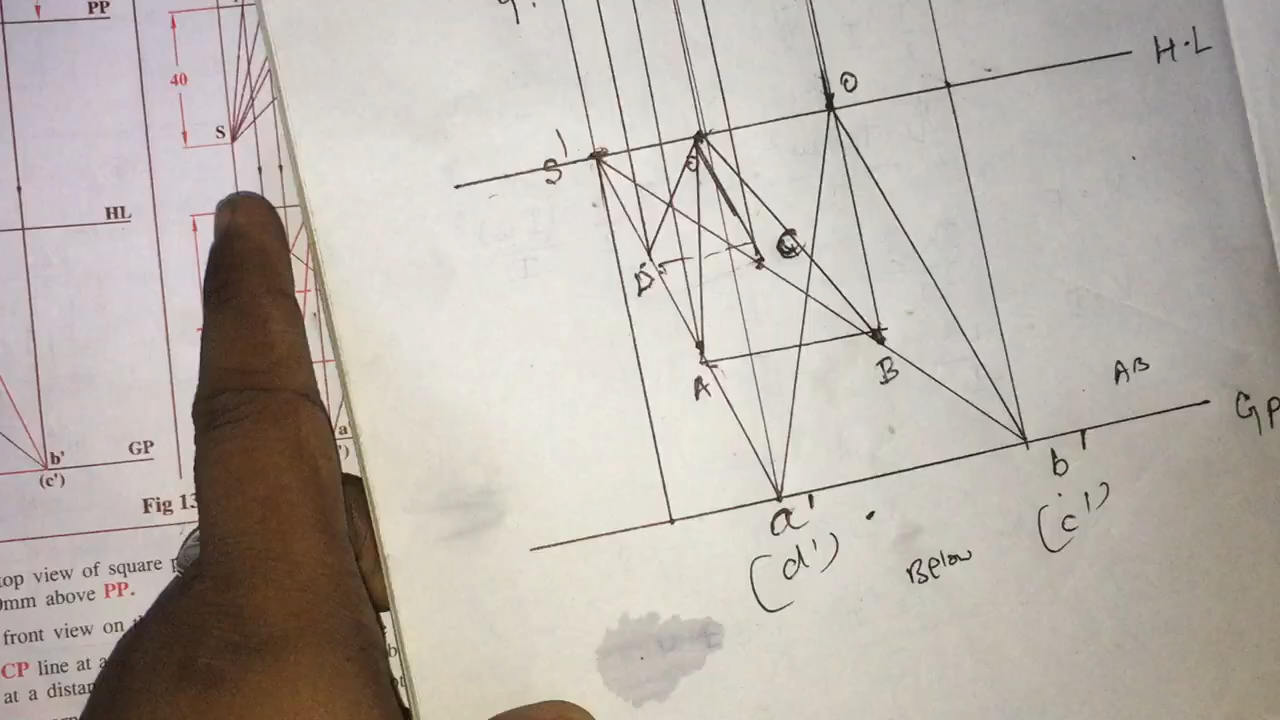 PP
40
S
HL
GP
b'
(c')
a
')
Fig 13
top view of square
mm above PP.
front view on
CP line at a
at a distan
H.L
O
S'
D
C
A
B
AB
GP
a'
(d')
b'
(c')
Below